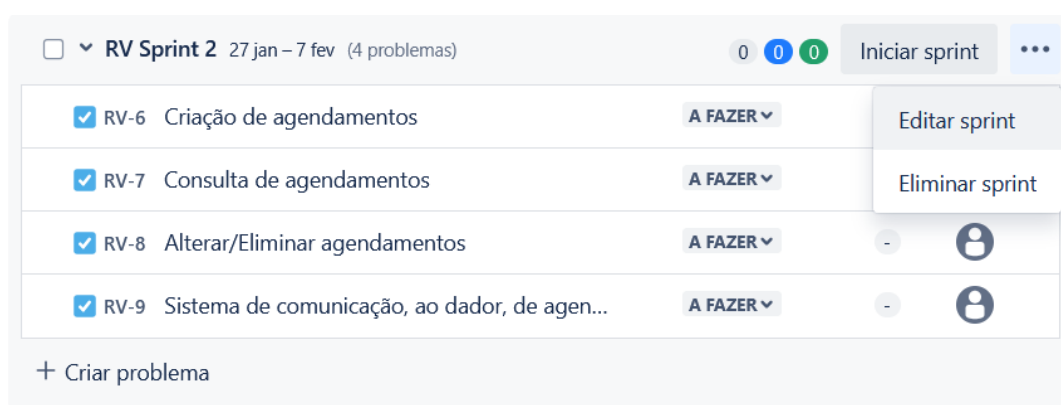 RV Sprint 2 27 jan – 7 fev (4 problemas) 0 0 0 Iniciar sprint •••
RV-6 Criação de agendamentos A FAZER
Editar sprint
RV-7 Consulta de agendamentos A FAZER
Eliminar sprint
RV-8 Alterar/Eliminar agendamentos A FAZER -
RV-9 Sistema de comunicação, ao dador, de agen... A FAZER -
+ Criar problema